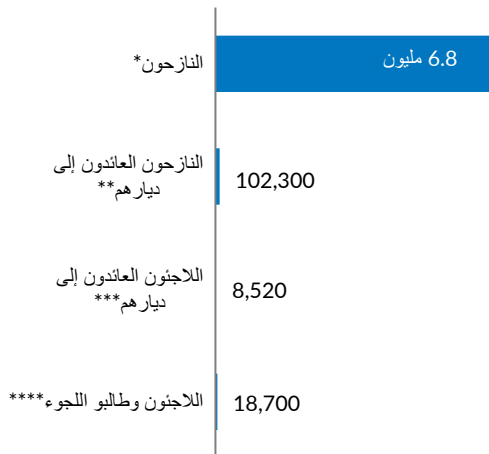 النازحون*
6.8 مليون
النازحون العائدون إلى
ديارهم**
102,300
اللاجئون العائدون إلى
ديارهم***
8,520
اللاجئون وطالبو اللجوء****
18,700